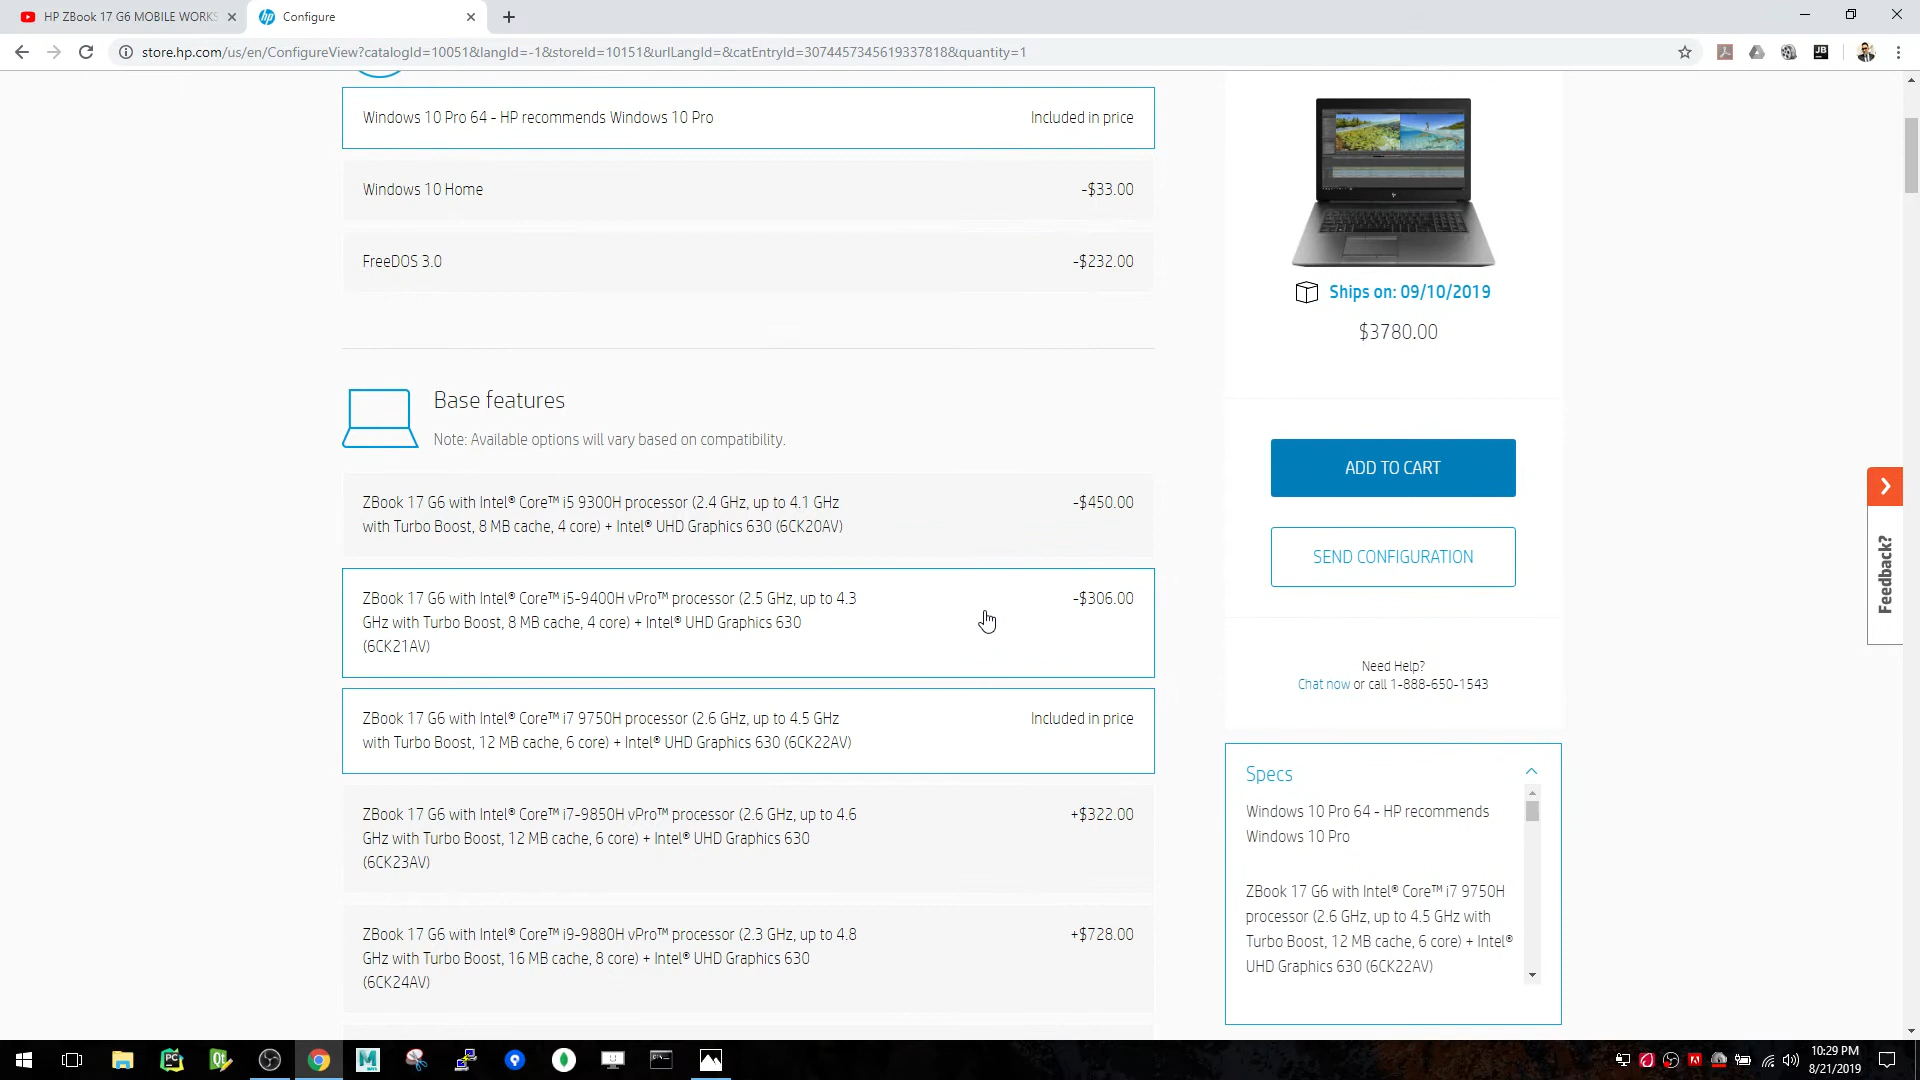 HP ZBook 17 G6 MOBILE WORKS
Configure
store.hp.com/us/en/ConfigureView?catalogId=10051&langId=-1&storeId=10151&urlLangId=&catEntryId=3074457345619337818&quantity=1
Windows 10 Pro 64 - HP recommends Windows 10 Pro
Included in price
Windows 10 Home
-$33.00
FreeDOS 3.0
-$232.00
Base features
Note: Available options will vary based on compatibility.
ZBook 17 G6 with Intel® Core™ i5 9300H processor (2.4 GHz, up to 4.1 GHz
with Turbo Boost, 8 MB cache, 4 core) + Intel® UHD Graphics 630 (6CK20AV)
-$450.00
ZBook 17 G6 with Intel® Core™ i5-9400H vPro™ processor (2.5 GHz, up to 4.3
GHz with Turbo Boost, 8 MB cache, 4 core) + Intel® UHD Graphics 630
(6CK21AV)
-$306.00
ZBook 17 G6 with Intel® Core™ i7 9750H processor (2.6 GHz, up to 4.5 GHz
with Turbo Boost, 12 MB cache, 6 core) + Intel® UHD Graphics 630 (6CK22AV)
Included in price
ZBook 17 G6 with Intel® Core™ i7-9850H vPro™ processor (2.6 GHz, up to 4.6
GHz with Turbo Boost, 12 MB cache, 6 core) + Intel® UHD Graphics 630
(6CK23AV)
+$322.00
ZBook 17 G6 with Intel® Core™ i9-9880H vPro™ processor (2.3 GHz, up to 4.8
GHz with Turbo Boost, 16 MB cache, 8 core) + Intel® UHD Graphics 630
(6CK24AV)
+$728.00
Ships on: 09/10/2019
$3780.00
ADD TO CART
SEND CONFIGURATION
Need Help?
Chat now or call 1-888-650-1543
Specs
Windows 10 Pro 64 - HP recommends
Windows 10 Pro
ZBook 17 G6 with Intel® Core™ i7 9750H
processor (2.6 GHz, up to 4.5 GHz with
Turbo Boost, 12 MB cache, 6 core) + Intel®
UHD Graphics 630 (6CK22AV)
Feedback?
10:29 PM
8/21/2019